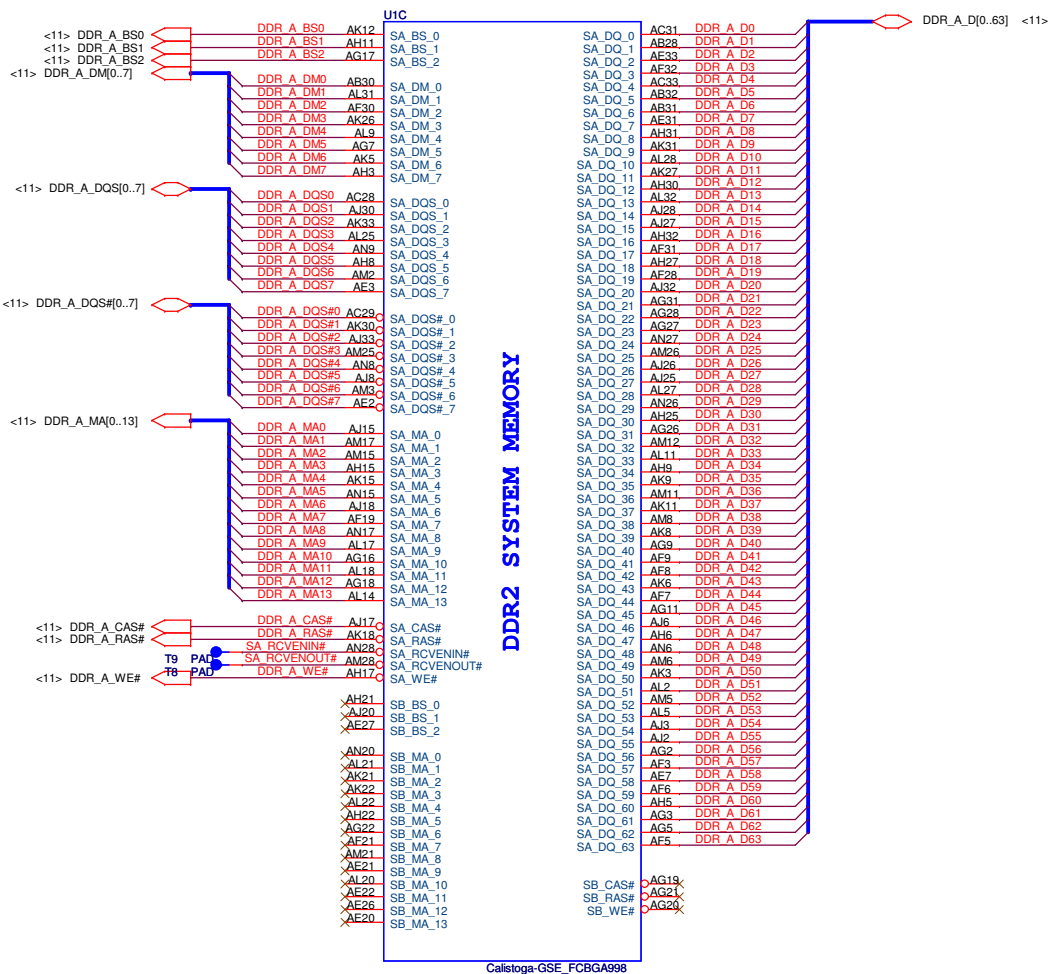 U1C
<11> DDR_A_BS0 DDR_A_BS0 AK12 SA_BS_0
<11> DDR_A_BS1 DDR_A_BS1 AH11 SA_BS_1
<11> DDR_A_BS2 DDR_A_BS2 AG17 SA_BS_2
<11> DDR_A_DM[0..7]
DDR_A_DM0 AB30 SA_DM_0
DDR_A_DM1 AL31 SA_DM_1
DDR_A_DM2 AF30 SA_DM_2
DDR_A_DM3 AK26 SA_DM_3
DDR_A_DM4 AL9 SA_DM_4
DDR_A_DM5 AG7 SA_DM_5
DDR_A_DM6 AK5 SA_DM_6
DDR_A_DM7 AH3 SA_DM_7
<11> DDR_A_DQS[0..7]
DDR_A_DQS0 AC28 SA_DQS_0
DDR_A_DQS1 AJ30 SA_DQS_1
DDR_A_DQS2 AK33 SA_DQS_2
DDR_A_DQS3 AL25 SA_DQS_3
DDR_A_DQS4 AN9 SA_DQS_4
DDR_A_DQS5 AH8 SA_DQS_5
DDR_A_DQS6 AM2 SA_DQS_6
DDR_A_DQS7 AE3 SA_DQS_7
<11> DDR_A_DQS#[0..7]
DDR_A_DQS#0 AC29 SA_DQS#_0
DDR_A_DQS#1 AK30 SA_DQS#_1
DDR_A_DQS#2 AJ33 SA_DQS#_2
DDR_A_DQS#3 AM25 SA_DQS#_3
DDR_A_DQS#4 AN8 SA_DQS#_4
DDR_A_DQS#5 AJ8 SA_DQS#_5
DDR_A_DQS#6 AM3 SA_DQS#_6
DDR_A_DQS#7 AE2 SA_DQS#_7
<11> DDR_A_MA[0..13]
DDR_A_MA0 AJ15 SA_MA_0
DDR_A_MA1 AM17 SA_MA_1
DDR_A_MA2 AM15 SA_MA_2
DDR_A_MA3 AH15 SA_MA_3
DDR_A_MA4 AK15 SA_MA_4
DDR_A_MA5 AN15 SA_MA_5
DDR_A_MA6 AJ18 SA_MA_6
DDR_A_MA7 AF19 SA_MA_7
DDR_A_MA8 AN17 SA_MA_8
DDR_A_MA9 AL17 SA_MA_9
DDR_A_MA10 AG16 SA_MA_10
DDR_A_MA11 AL18 SA_MA_11
DDR_A_MA12 AG18 SA_MA_12
DDR_A_MA13 AL14 SA_MA_13
<11> DDR_A_CAS# DDR_A_CAS# AJ17 SA_CAS#
<11> DDR_A_RAS# DDR_A_RAS# AK18 SA_RAS#
T9 PAD SA_RCVENIN# AN28 SA_RCVENIN#
T8 PAD SA_RCVENOUT# AM28 SA_RCVENOUT#
<11> DDR_A_WE# DDR_A_WE# AH17 SA_WE#
AH21 SB_BS_0
AJ20 SB_BS_1
AE27 SB_BS_2
AN20 SB_MA_0
AL21 SB_MA_1
AK21 SB_MA_2
AK22 SB_MA_3
AL22 SB_MA_4
AH22 SB_MA_5
AG22 SB_MA_6
AF21 SB_MA_7
AM21 SB_MA_8
AE21 SB_MA_9
AL20 SB_MA_10
AE22 SB_MA_11
AE26 SB_MA_12
AE20 SB_MA_13
DDR2 SYSTEM MEMORY
DDR_A_D[0..63] <11>
SA_DQ_0 AC31 DDR_A_D0
SA_DQ_1 AB28 DDR_A_D1
SA_DQ_2 AE33 DDR_A_D2
SA_DQ_3 AF32 DDR_A_D3
SA_DQ_4 AC33 DDR_A_D4
SA_DQ_5 AB32 DDR_A_D5
SA_DQ_6 AB31 DDR_A_D6
SA_DQ_7 AE31 DDR_A_D7
SA_DQ_8 AH31 DDR_A_D8
SA_DQ_9 AK31 DDR_A_D9
SA_DQ_10 AL28 DDR_A_D10
SA_DQ_11 AK27 DDR_A_D11
SA_DQ_12 AH30 DDR_A_D12
SA_DQ_13 AL32 DDR_A_D13
SA_DQ_14 AJ28 DDR_A_D14
SA_DQ_15 AJ27 DDR_A_D15
SA_DQ_16 AH32 DDR_A_D16
SA_DQ_17 AF31 DDR_A_D17
SA_DQ_18 AH27 DDR_A_D18
SA_DQ_19 AF28 DDR_A_D19
SA_DQ_20 AJ32 DDR_A_D20
SA_DQ_21 AG31 DDR_A_D21
SA_DQ_22 AG28 DDR_A_D22
SA_DQ_23 AG27 DDR_A_D23
SA_DQ_24 AN27 DDR_A_D24
SA_DQ_25 AM26 DDR_A_D25
SA_DQ_26 AJ26 DDR_A_D26
SA_DQ_27 AJ25 DDR_A_D27
SA_DQ_28 AL27 DDR_A_D28
SA_DQ_29 AN26 DDR_A_D29
SA_DQ_30 AH25 DDR_A_D30
SA_DQ_31 AG26 DDR_A_D31
SA_DQ_32 AM12 DDR_A_D32
SA_DQ_33 AL11 DDR_A_D33
SA_DQ_34 AH9 DDR_A_D34
SA_DQ_35 AK9 DDR_A_D35
SA_DQ_36 AM11 DDR_A_D36
SA_DQ_37 AK11 DDR_A_D37
SA_DQ_38 AM8 DDR_A_D38
SA_DQ_39 AK8 DDR_A_D39
SA_DQ_40 AG9 DDR_A_D40
SA_DQ_41 AF9 DDR_A_D41
SA_DQ_42 AF8 DDR_A_D42
SA_DQ_43 AK6 DDR_A_D43
SA_DQ_44 AF7 DDR_A_D44
SA_DQ_45 AG11 DDR_A_D45
SA_DQ_46 AJ6 DDR_A_D46
SA_DQ_47 AH6 DDR_A_D47
SA_DQ_48 AN6 DDR_A_D48
SA_DQ_49 AM6 DDR_A_D49
SA_DQ_50 AK3 DDR_A_D50
SA_DQ_51 AL2 DDR_A_D51
SA_DQ_52 AM5 DDR_A_D52
SA_DQ_53 AL5 DDR_A_D53
SA_DQ_54 AJ3 DDR_A_D54
SA_DQ_55 AJ2 DDR_A_D55
SA_DQ_56 AG2 DDR_A_D56
SA_DQ_57 AF3 DDR_A_D57
SA_DQ_58 AE7 DDR_A_D58
SA_DQ_59 AF6 DDR_A_D59
SA_DQ_60 AH5 DDR_A_D60
SA_DQ_61 AG3 DDR_A_D61
SA_DQ_62 AG5 DDR_A_D62
SA_DQ_63 AF5 DDR_A_D63
SB_CAS# AG19
SB_RAS# AG21
SB_WE# AG20
Calistoga-GSE_FCBGA998